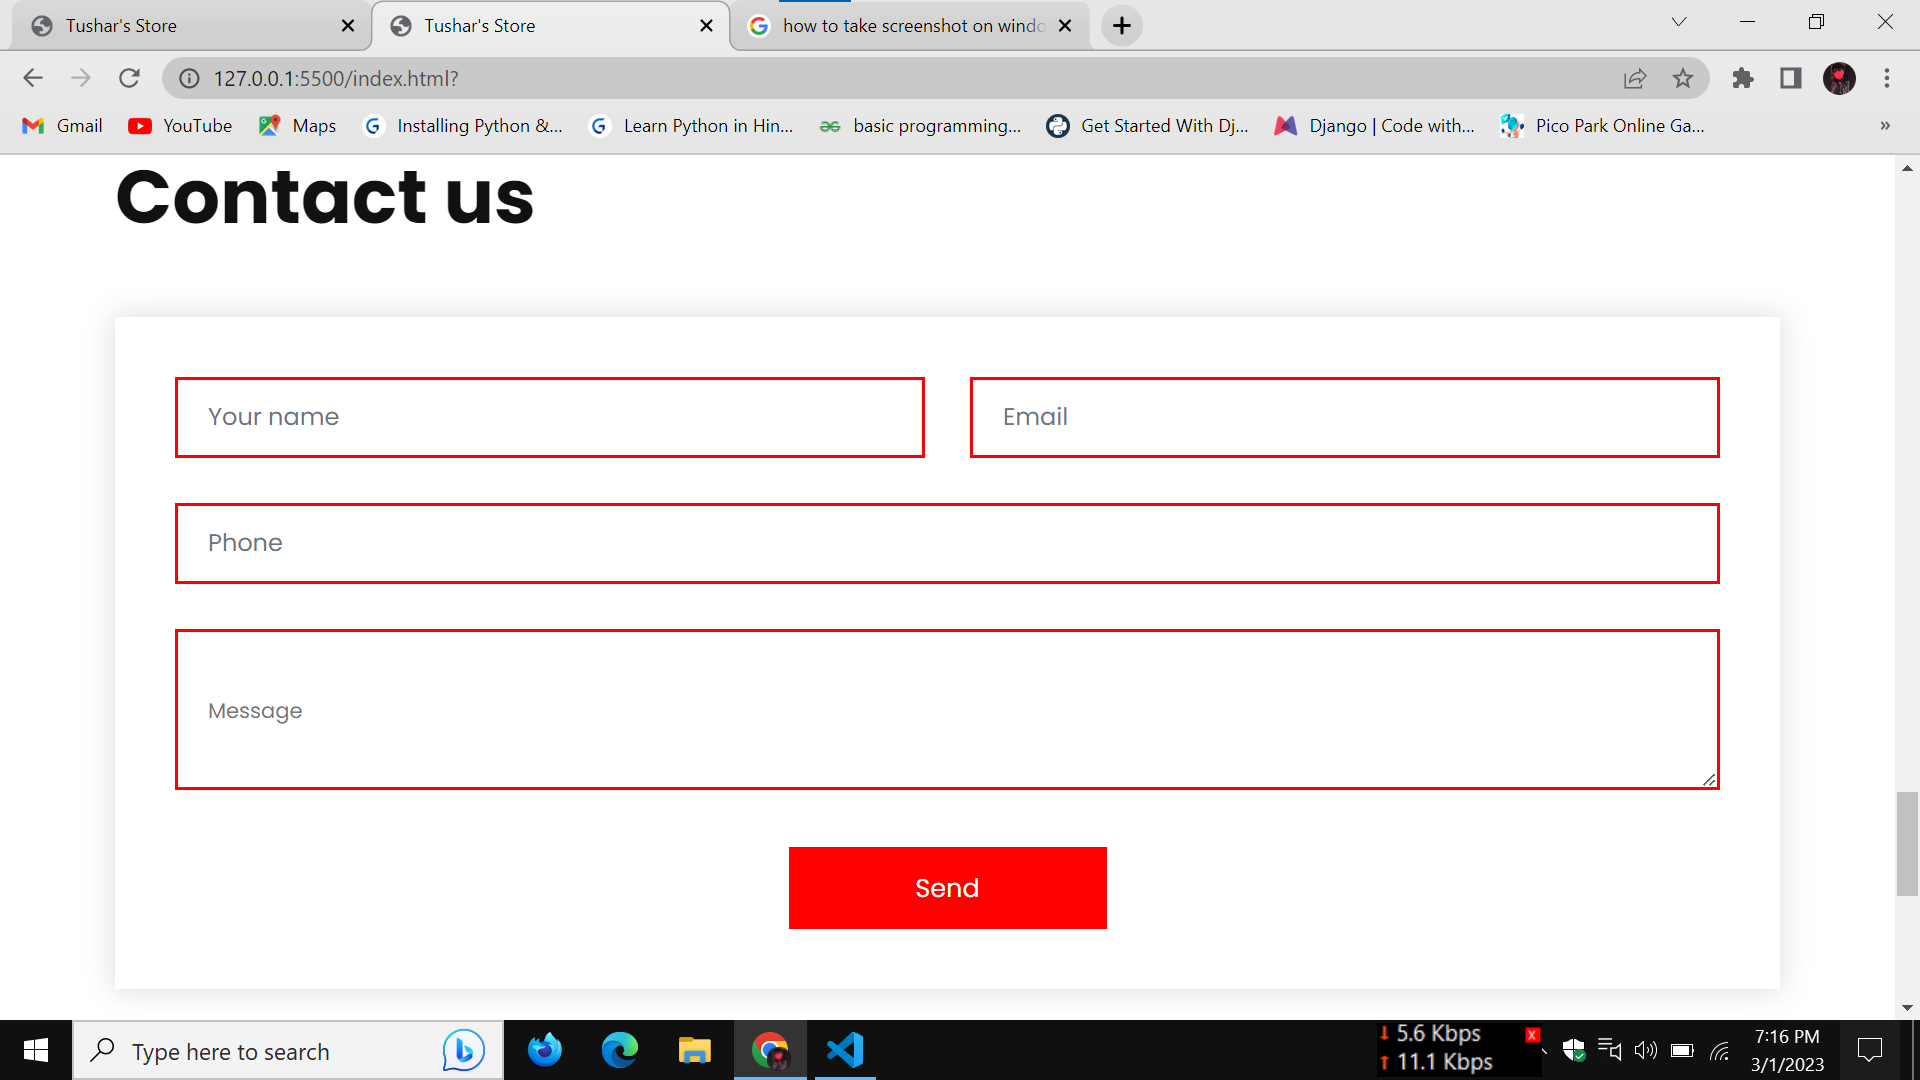 Tushar's Store
Tushar's Store
how to take screenshot on windo
127.0.0.1:5500/index.html?
Gmail
YouTube
Maps
Installing Python &...
Learn Python in Hin...
basic programming...
Get Started With Dj...
Django | Code with...
Pico Park Online Ga...
»
Contact us
Your name
Email
Phone
Message
Send
Type here to search
5.6 Kbps
11.1 Kbps
7:16 PM
3/1/2023